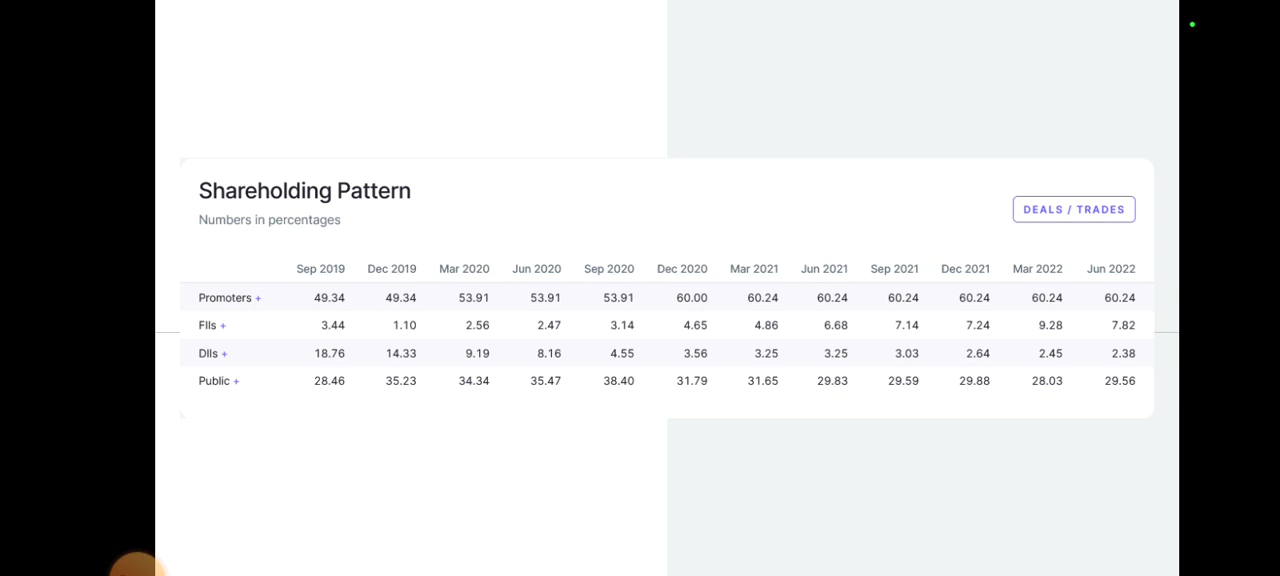 Shareholding Pattern
Numbers in percentages
DEALS / TRADES
Sep 2019 Dec 2019 Mar 2020 Jun 2020 Sep 2020 Dec 2020 Mar 2021 Jun 2021 Sep 2021 Dec 2021 Mar 2022 Jun 2022
Promoters + 49.34 49.34 53.91 53.91 53.91 60.00 60.24 60.24 60.24 60.24 60.24 60.24
FIIs + 3.44 1.10 2.56 2.47 3.14 4.65 4.86 6.68 7.14 7.24 9.28 7.82
DIIs + 18.76 14.33 9.19 8.16 4.55 3.56 3.25 3.25 3.03 2.64 2.45 2.38
Public + 28.46 35.23 34.34 35.47 38.40 31.79 31.65 29.83 29.59 29.88 28.03 29.56